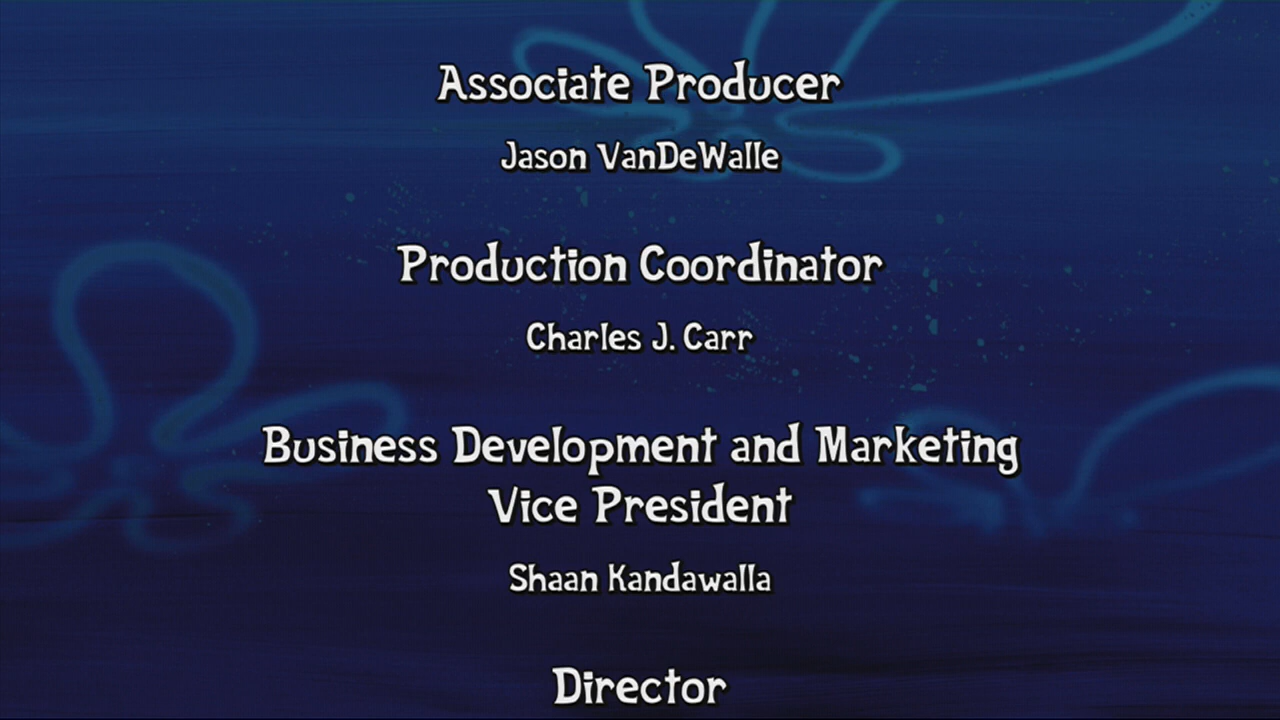 Associate Producer
Jason VanDeWalle
Production Coordinator
Charles J. Carr
Business Development and Marketing
Vice President
Shaan Kandawalla
Director